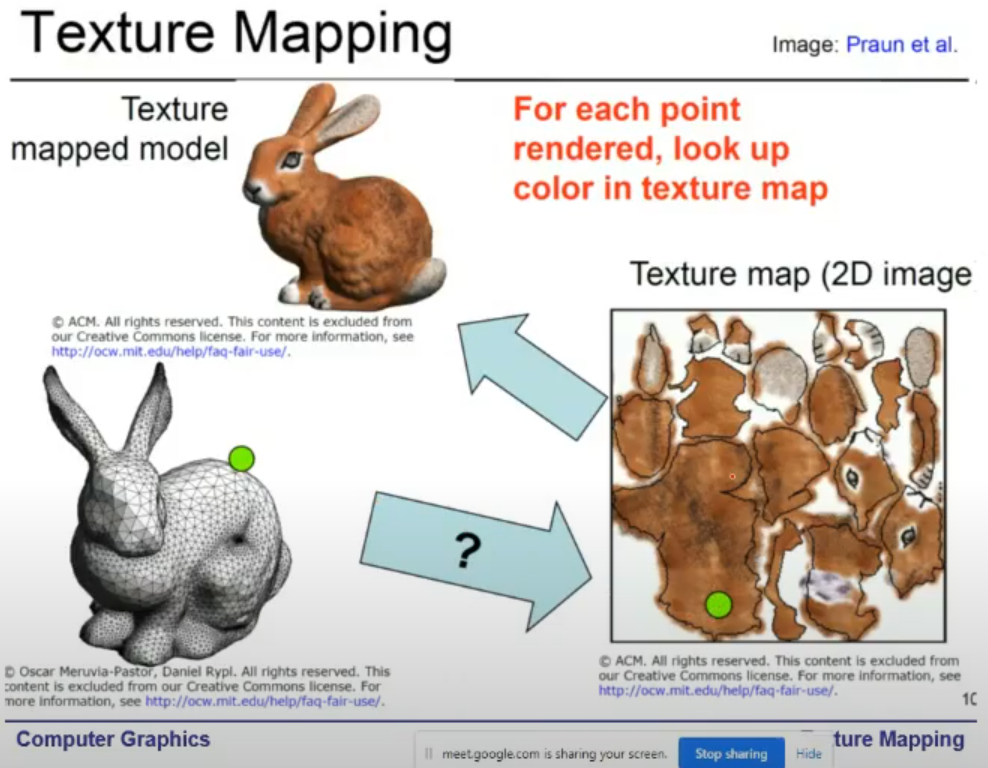 Texture Mapping
Image: Praun et al.
Texture
mapped model
For each point
rendered, look up
color in texture map
Texture map (2D image
© ACM. All rights reserved. This content is excluded from
our Creative Commons license. For more information, see
http://ocw.mit.edu/help/faq-fair-use/.
?
© Oscar Meruvia-Pastor, Daniel Rypl. All rights reserved. This
content is excluded from our Creative Commons license. For
more information, see http://ocw.mit.edu/help/faq-fair-use/.
© ACM. All rights reserved. This content is excluded from
our Creative Commons license. For more information, see
http://ocw.mit.edu/help/faq-fair-use/.
10
Computer Graphics
ture Mapping
meet.google.com is sharing your screen.
Stop sharing
Hide